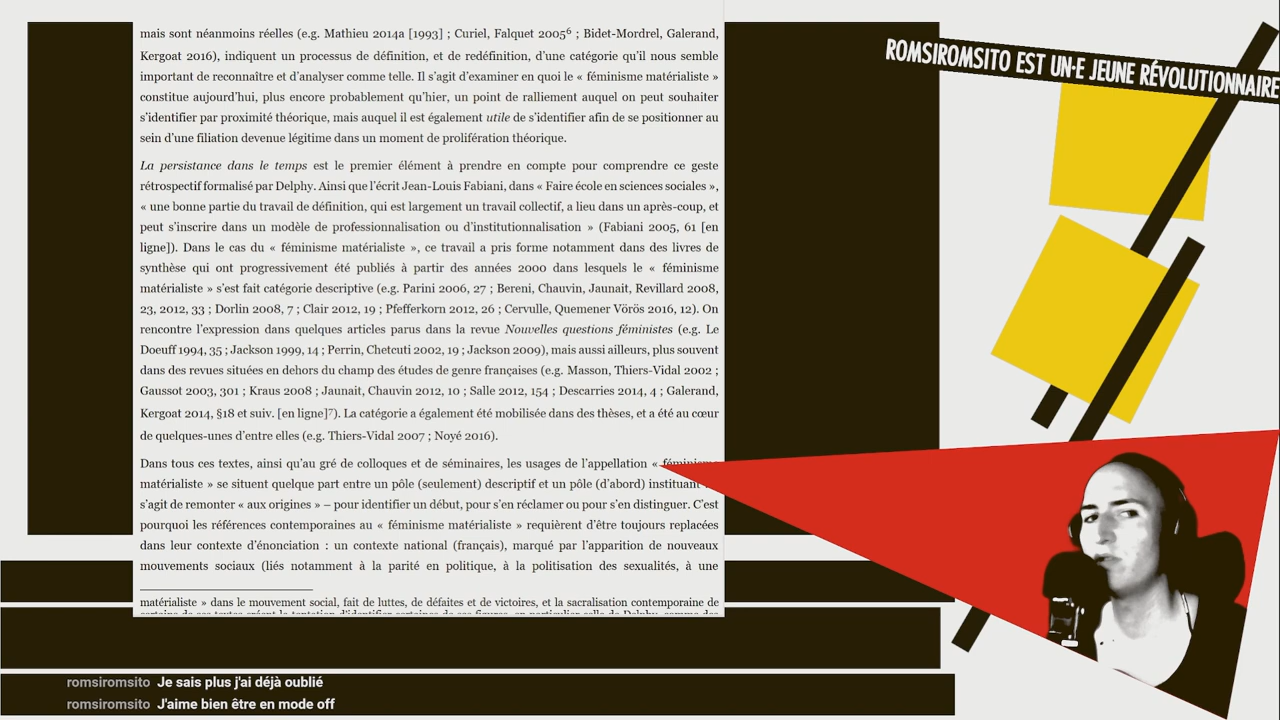 mais sont néanmoins réelles (e.g. Mathieu 2014a [1993] ; Curiel, Falquet 2005⁶ ; Bidet-Mordrel, Galerand,
Kergoat 2016), indiquent un processus de définition, et de redéfinition, d'une catégorie qu'il nous semble
important de reconnaître et d'analyser comme telle. Il s'agit d'examiner en quoi le « féminisme matérialiste »
constitue aujourd'hui, plus encore probablement qu'hier, un point de ralliement auquel on peut souhaiter
s'identifier par proximité théorique, mais auquel il est également utile de s'identifier afin de se positionner au
sein d'une filiation devenue légitime dans un moment de prolifération théorique.
La persistance dans le temps est le premier élément à prendre en compte pour comprendre ce geste
rétrospectif formalisé par Delphy. Ainsi que l'écrit Jean-Louis Fabiani, dans « Faire école en sciences sociales »,
« une bonne partie du travail de définition, qui est largement un travail collectif, a lieu dans un après-coup, et
peut s'inscrire dans un modèle de professionnalisation ou d'institutionnalisation » (Fabiani 2005, 61 [en
ligne]). Dans le cas du « féminisme matérialiste », ce travail a pris forme notamment dans des livres de
synthèse qui ont progressivement été publiés à partir des années 2000 dans lesquels le « féminisme
matérialiste » s'est fait catégorie descriptive (e.g. Parini 2006, 27 ; Bereni, Chauvin, Jaunait, Revillard 2008,
23, 2012, 33 ; Dorlin 2008, 7 ; Clair 2012, 19 ; Pfefferkorn 2012, 26 ; Cervulle, Quemener Vörös 2016, 12). On
rencontre l'expression dans quelques articles parus dans la revue Nouvelles questions féministes (e.g. Le
Doeuff 1994, 35 ; Jackson 1999, 14 ; Perrin, Chetcuti 2002, 19 ; Jackson 2009), mais aussi ailleurs, plus souvent
dans des revues situées en dehors du champ des études de genre françaises (e.g. Masson, Thiers-Vidal 2002 ;
Gaussot 2003, 301 ; Kraus 2008 ; Jaunait, Chauvin 2012, 10 ; Salle 2012, 154 ; Descarries 2014, 4 ; Galerand,
Kergoat 2014, §18 et suiv. [en ligne]⁷). La catégorie a également été mobilisée dans des thèses, et a été au cœur
de quelques-unes d'entre elles (e.g. Thiers-Vidal 2007 ; Noyé 2016).
Dans tous ces textes, ainsi qu'au gré de colloques et de séminaires, les usages de l'appellation « féminisme
matérialiste » se situent quelque part entre un pôle (seulement) descriptif et un pôle (d'abord) instituant
s'agit de remonter « aux origines » – pour identifier un début, pour s'en réclamer ou pour s'en distinguer. C'est
pourquoi les références contemporaines au « féminisme matérialiste » requièrent d'être toujours replacées
dans leur contexte d'énonciation : un contexte national (français), marqué par l'apparition de nouveaux
mouvements sociaux (liés notamment à la parité en politique, à la politisation des sexualités, à une
matérialiste » dans le mouvement social, fait de luttes, de défaites et de victoires, et la sacralisation contemporaine de
ROMSIROMSITO EST UN·E JEUNE RÉVOLUTIONNAIRE
romsiromsito Je sais plus j'ai déjà oublié
romsiromsito J'aime bien être en mode off